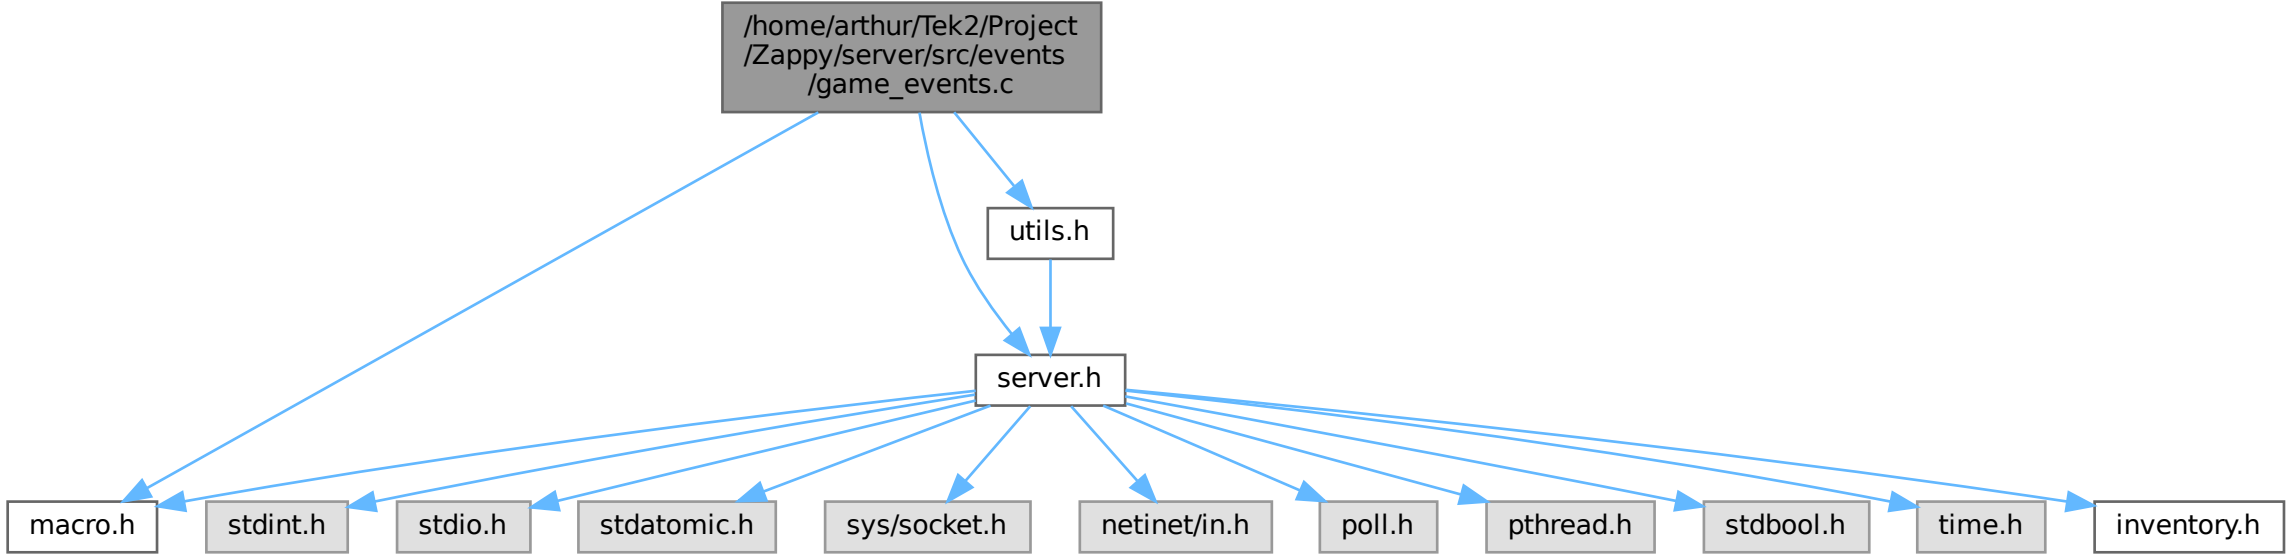 /home/arthur/Tek2/Project
/Zappy/server/src/events
/game_events.c
utils.h
server.h
macro.h
stdint.h
stdio.h
stdatomic.h
sys/socket.h
netinet/in.h
poll.h
pthread.h
stdbool.h
time.h
inventory.h